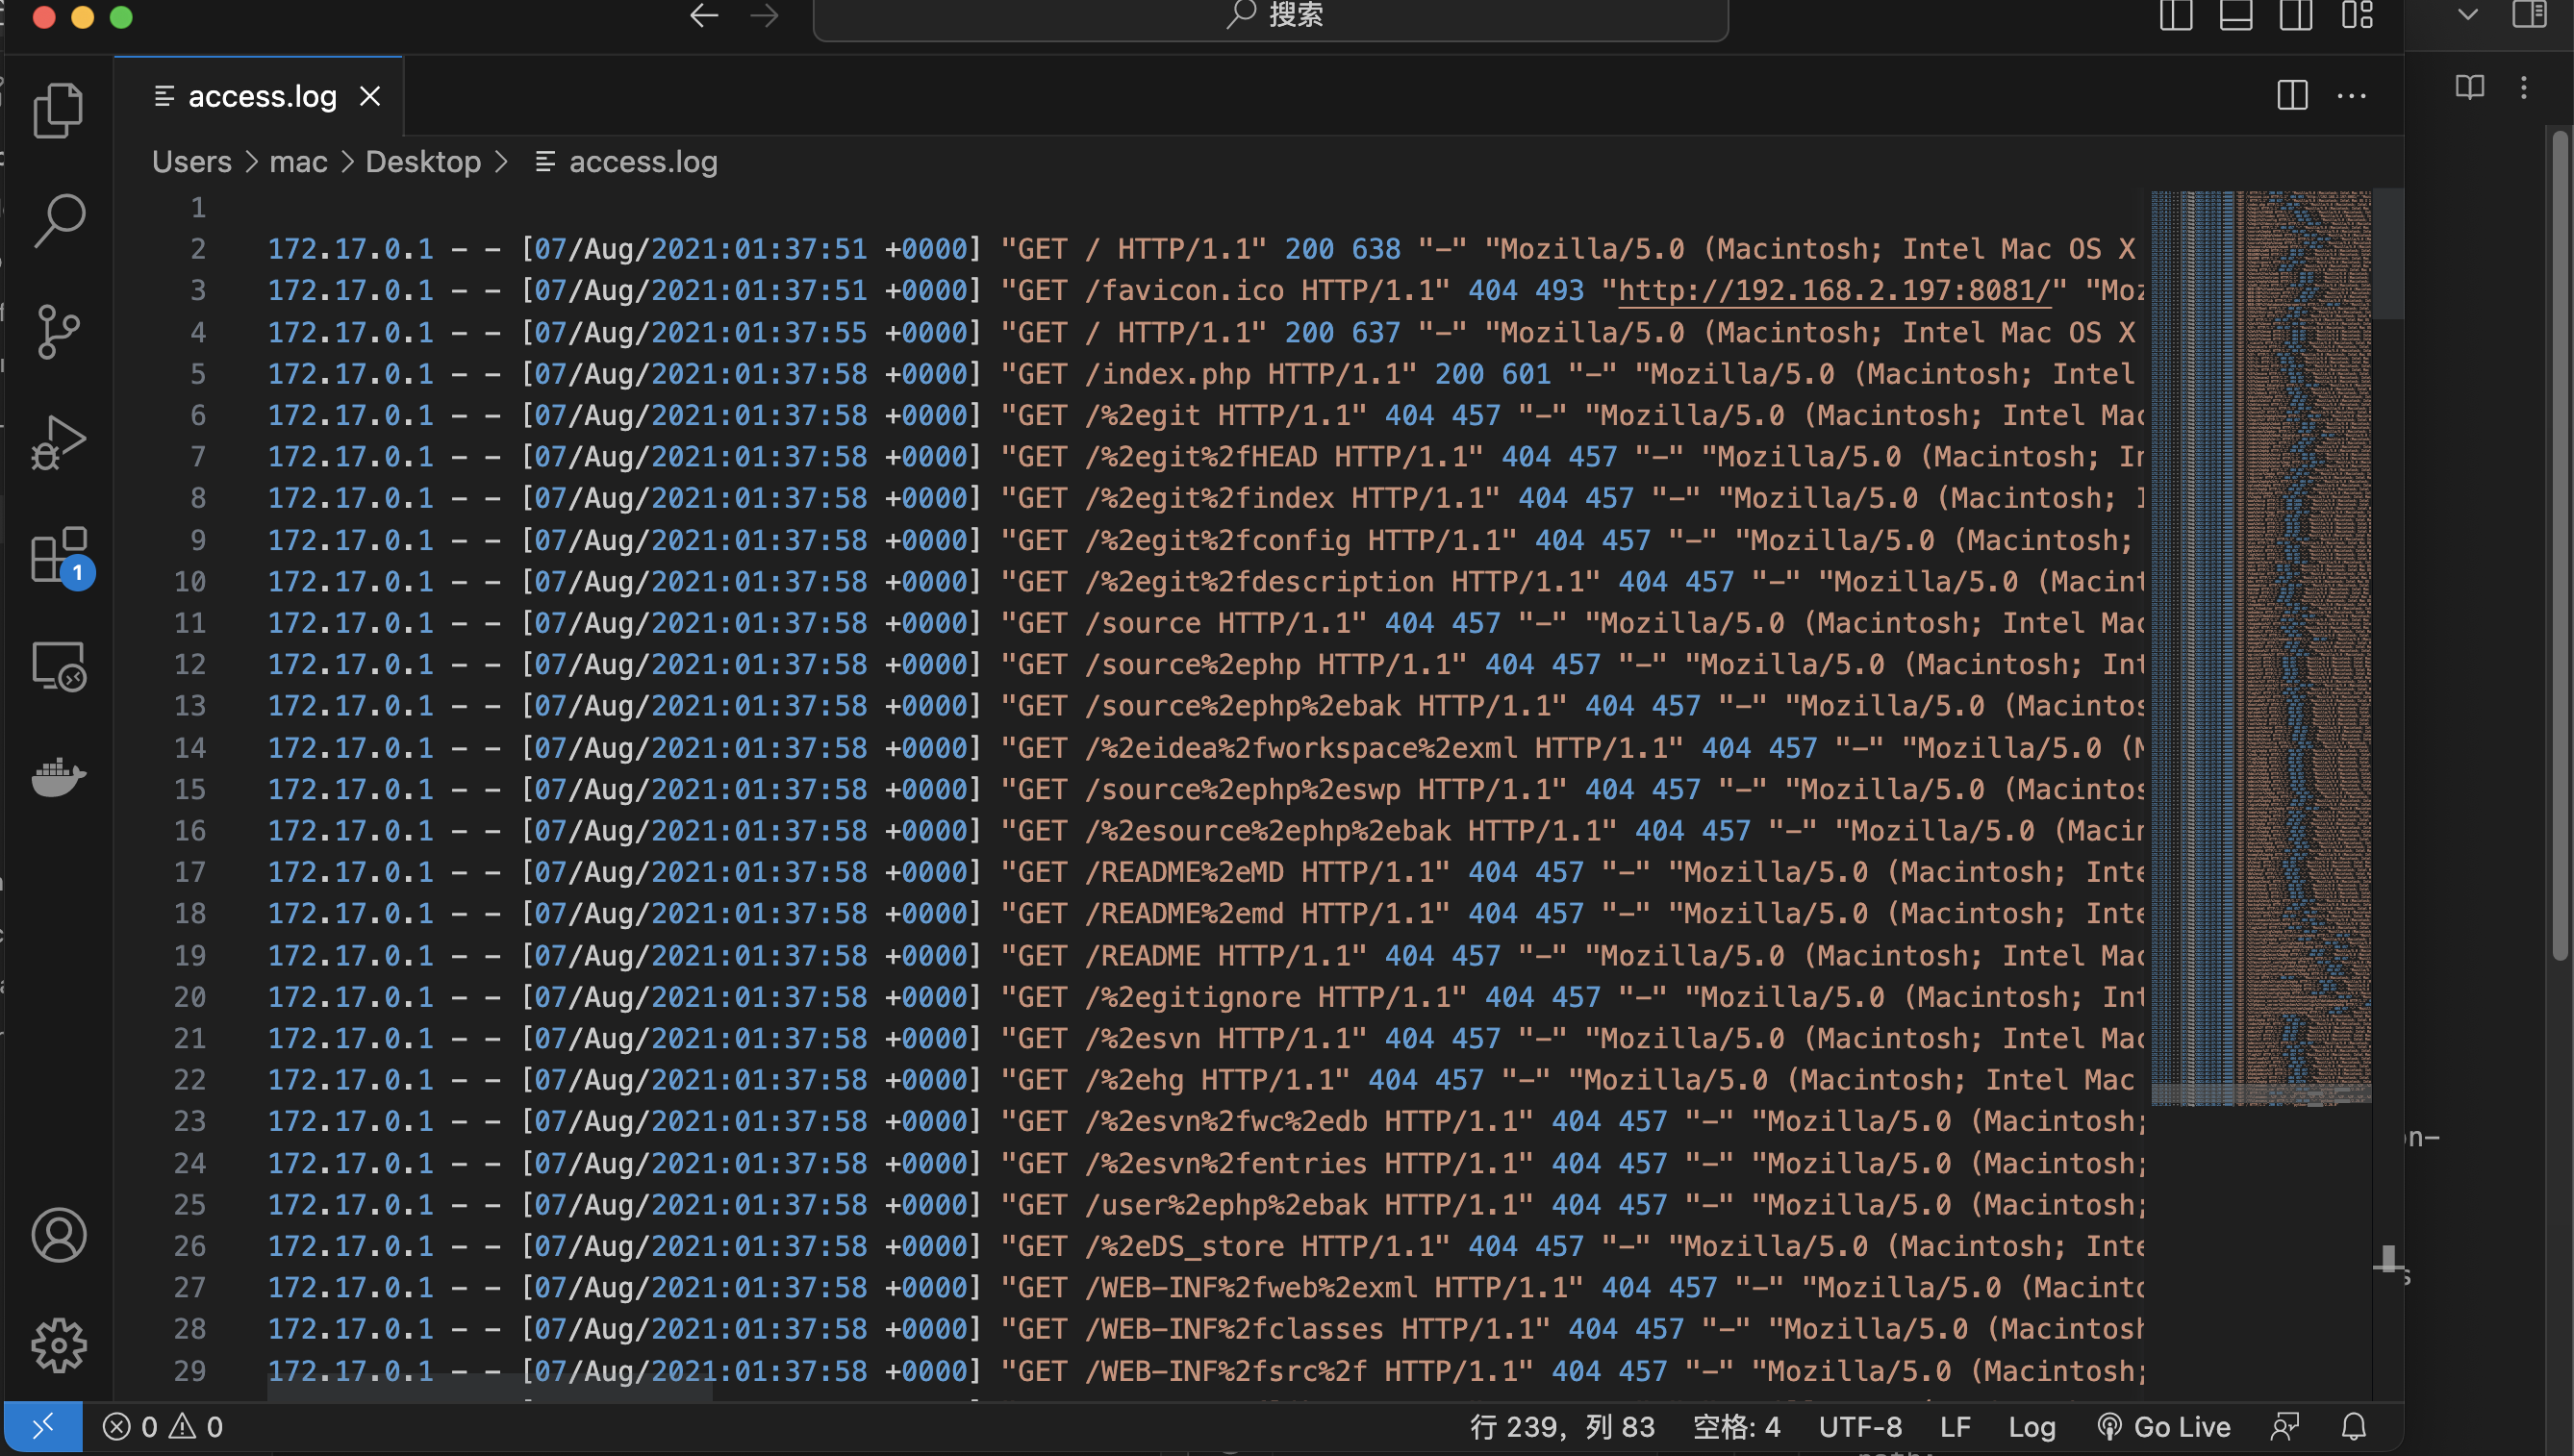 搜索
access.log
Users > mac > Desktop > access.log
1
2 172.17.0.1 - - [07/Aug/2021:01:37:51 +0000] "GET / HTTP/1.1" 200 638 "-" "Mozilla/5.0 (Macintosh; Intel Mac OS X
3 172.17.0.1 - - [07/Aug/2021:01:37:51 +0000] "GET /favicon.ico HTTP/1.1" 404 493 "http://192.168.2.197:8081/" "Moz
4 172.17.0.1 - - [07/Aug/2021:01:37:55 +0000] "GET / HTTP/1.1" 200 637 "-" "Mozilla/5.0 (Macintosh; Intel Mac OS X
5 172.17.0.1 - - [07/Aug/2021:01:37:58 +0000] "GET /index.php HTTP/1.1" 200 601 "-" "Mozilla/5.0 (Macintosh; Intel
6 172.17.0.1 - - [07/Aug/2021:01:37:58 +0000] "GET /%2egit HTTP/1.1" 404 457 "-" "Mozilla/5.0 (Macintosh; Intel Mac
7 172.17.0.1 - - [07/Aug/2021:01:37:58 +0000] "GET /%2egit%2fHEAD HTTP/1.1" 404 457 "-" "Mozilla/5.0 (Macintosh; In
8 172.17.0.1 - - [07/Aug/2021:01:37:58 +0000] "GET /%2egit%2findex HTTP/1.1" 404 457 "-" "Mozilla/5.0 (Macintosh; I
9 172.17.0.1 - - [07/Aug/2021:01:37:58 +0000] "GET /%2egit%2fconfig HTTP/1.1" 404 457 "-" "Mozilla/5.0 (Macintosh;
10 172.17.0.1 - - [07/Aug/2021:01:37:58 +0000] "GET /%2egit%2fdescription HTTP/1.1" 404 457 "-" "Mozilla/5.0 (Macint
11 172.17.0.1 - - [07/Aug/2021:01:37:58 +0000] "GET /source HTTP/1.1" 404 457 "-" "Mozilla/5.0 (Macintosh; Intel Mac
12 172.17.0.1 - - [07/Aug/2021:01:37:58 +0000] "GET /source%2ephp HTTP/1.1" 404 457 "-" "Mozilla/5.0 (Macintosh; Int
13 172.17.0.1 - - [07/Aug/2021:01:37:58 +0000] "GET /source%2ephp%2ebak HTTP/1.1" 404 457 "-" "Mozilla/5.0 (Macintos
14 172.17.0.1 - - [07/Aug/2021:01:37:58 +0000] "GET /%2eidea%2fworkspace%2exml HTTP/1.1" 404 457 "-" "Mozilla/5.0 (M
15 172.17.0.1 - - [07/Aug/2021:01:37:58 +0000] "GET /source%2ephp%2eswp HTTP/1.1" 404 457 "-" "Mozilla/5.0 (Macintos
16 172.17.0.1 - - [07/Aug/2021:01:37:58 +0000] "GET /%2esource%2ephp%2ebak HTTP/1.1" 404 457 "-" "Mozilla/5.0 (Macin
17 172.17.0.1 - - [07/Aug/2021:01:37:58 +0000] "GET /README%2eMD HTTP/1.1" 404 457 "-" "Mozilla/5.0 (Macintosh; Inte
18 172.17.0.1 - - [07/Aug/2021:01:37:58 +0000] "GET /README%2emd HTTP/1.1" 404 457 "-" "Mozilla/5.0 (Macintosh; Inte
19 172.17.0.1 - - [07/Aug/2021:01:37:58 +0000] "GET /README HTTP/1.1" 404 457 "-" "Mozilla/5.0 (Macintosh; Intel Mac
20 172.17.0.1 - - [07/Aug/2021:01:37:58 +0000] "GET /%2egitignore HTTP/1.1" 404 457 "-" "Mozilla/5.0 (Macintosh; Int
21 172.17.0.1 - - [07/Aug/2021:01:37:58 +0000] "GET /%2esvn HTTP/1.1" 404 457 "-" "Mozilla/5.0 (Macintosh; Intel Mac
22 172.17.0.1 - - [07/Aug/2021:01:37:58 +0000] "GET /%2ehg HTTP/1.1" 404 457 "-" "Mozilla/5.0 (Macintosh; Intel Mac
23 172.17.0.1 - - [07/Aug/2021:01:37:58 +0000] "GET /%2esvn%2fwc%2edb HTTP/1.1" 404 457 "-" "Mozilla/5.0 (Macintosh;
24 172.17.0.1 - - [07/Aug/2021:01:37:58 +0000] "GET /%2esvn%2fentries HTTP/1.1" 404 457 "-" "Mozilla/5.0 (Macintosh;
25 172.17.0.1 - - [07/Aug/2021:01:37:58 +0000] "GET /user%2ephp%2ebak HTTP/1.1" 404 457 "-" "Mozilla/5.0 (Macintosh;
26 172.17.0.1 - - [07/Aug/2021:01:37:58 +0000] "GET /%2eDS_store HTTP/1.1" 404 457 "-" "Mozilla/5.0 (Macintosh; Inte
27 172.17.0.1 - - [07/Aug/2021:01:37:58 +0000] "GET /WEB-INF%2fweb%2exml HTTP/1.1" 404 457 "-" "Mozilla/5.0 (Macinto
28 172.17.0.1 - - [07/Aug/2021:01:37:58 +0000] "GET /WEB-INF%2fclasses HTTP/1.1" 404 457 "-" "Mozilla/5.0 (Macintosh
29 172.17.0.1 - - [07/Aug/2021:01:37:58 +0000] "GET /WEB-INF%2fsrc%2f HTTP/1.1" 404 457 "-" "Mozilla/5.0 (Macintosh;
1
on-
s
0 0 行 239，列 83 空格: 4 UTF-8 LF Log Go Live